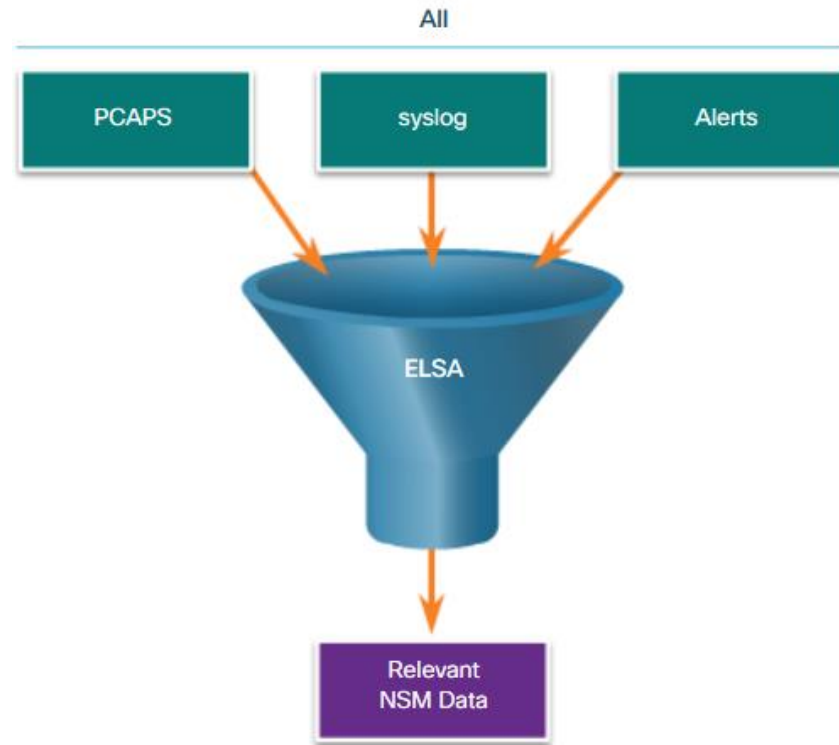 All
PCAPS
syslog
Alerts
ELSA
Relevant
NSM Data